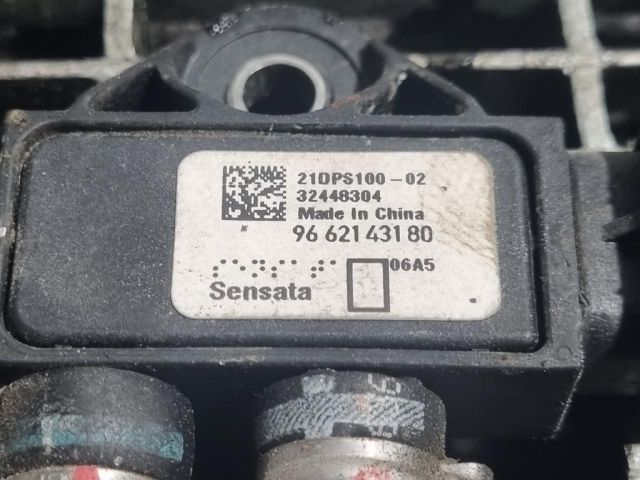 21DPS100-02
32448304
Made In China
96 621 431 80
06A5
Sensata